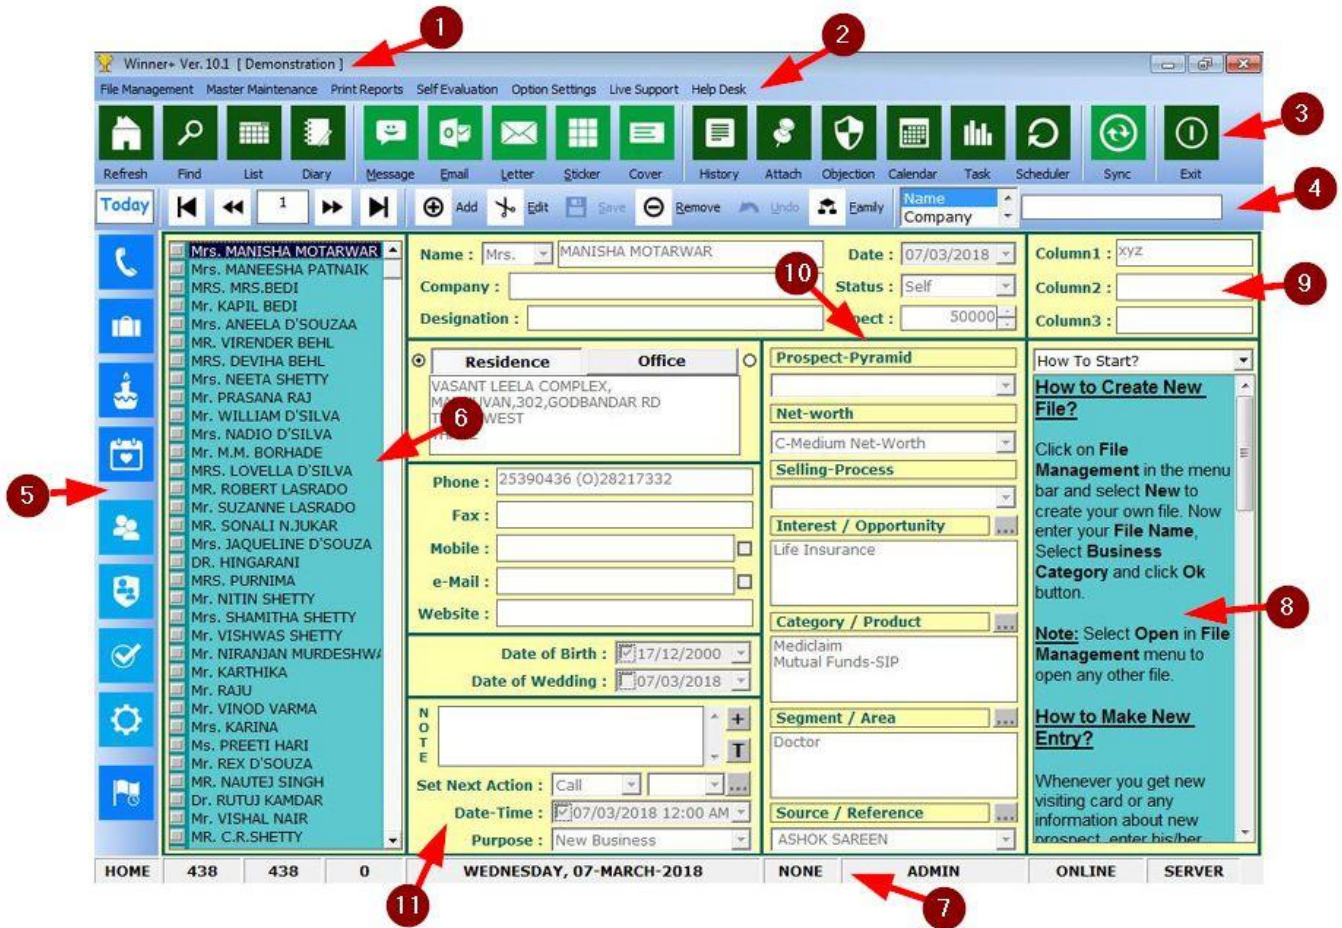 1
2
Winner+ Ver. 10.1 [ Demonstration ]
File Management Master Maintenance Print Reports Self Evaluation Option Settings Live Support Help Desk
3
Refresh Find List Diary Message Email Letter Sticker Cover History Attach Objection Calendar Task Scheduler Sync Exit
4
Today 1 Add Edit Save Remove Undo Family
Name
Company
5
Mrs. MANISHA MOTARWAR
Mrs. MANEESHA PATNAIK
MRS. MRS.BEDI
Mr. KAPIL BEDI
Mrs. ANEELA D'SOUZAA
MR. VIRENDER BEHL
MRS. DEVIHA BEHL
Mrs. NEETA SHETTY
Mr. PRASANA RAJ
Mr. WILLIAM D'SILVA
Mrs. NADIO D'SILVA
Mr. M.M. BORHADE
MRS. LOVELLA D'SILVA
MR. ROBERT LASRADO
Mr. SUZANNE LASRADO
MR. SONALI N.JUKAR
Mrs. JAQUELINE D'SOUZA
DR. HINGARANI
MRS. PURNIMA
Mr. NITIN SHETTY
Mrs. SHAMITHA SHETTY
Mr. VISHWAS SHETTY
Mr. NIRANJAN MURDESHW
Mr. KARTHIKA
Mr. RAJU
Mr. VINOD VARMA
Mrs. KARINA
Ms. PREETI HARI
Mr. REX D'SOUZA
MR. NAUTEJ SINGH
Dr. RUTUJ KAMDAR
Mr. VISHAL NAIR
MR. C.R.SHETTY
6
Name : Mrs. MANISHA MOTARWAR Date : 07/03/2018
Company : Status : Self
Designation : pect : 50000
10
Column1 : xyz
Column2 :
Column3 :
9
Residence Office
VASANT LEELA COMPLEX,
VAN,302,GODBANDAR RD
WEST
Phone : 25390436 (O)28217332
Fax :
Mobile :
e-Mail :
Website :
Date of Birth : 17/12/2000
Date of Wedding : 07/03/2018
NOTE
+
T
Set Next Action : Call ...
Date-Time : 07/03/2018 12:00 AM
Purpose : New Business
11
Prospect-Pyramid
Net-worth
C-Medium Net-Worth
Selling-Process
Interest / Opportunity ...
Life Insurance
Category / Product ...
Mediclaim
Mutual Funds-SIP
Segment / Area ...
Doctor
Source / Reference ...
ASHOK SAREEN
How To Start?
How to Create New
File?
Click on File
Management in the menu
bar and select New to
create your own file. Now
enter your File Name,
Select Business
Category and click Ok
button.
Note: Select Open in File
Management menu to
open any other file.
How to Make New
Entry?
Whenever you get new
visiting card or any
information about new
prospect, enter his/her
8
HOME 438 438 0 WEDNESDAY, 07-MARCH-2018 NONE ADMIN ONLINE SERVER
7